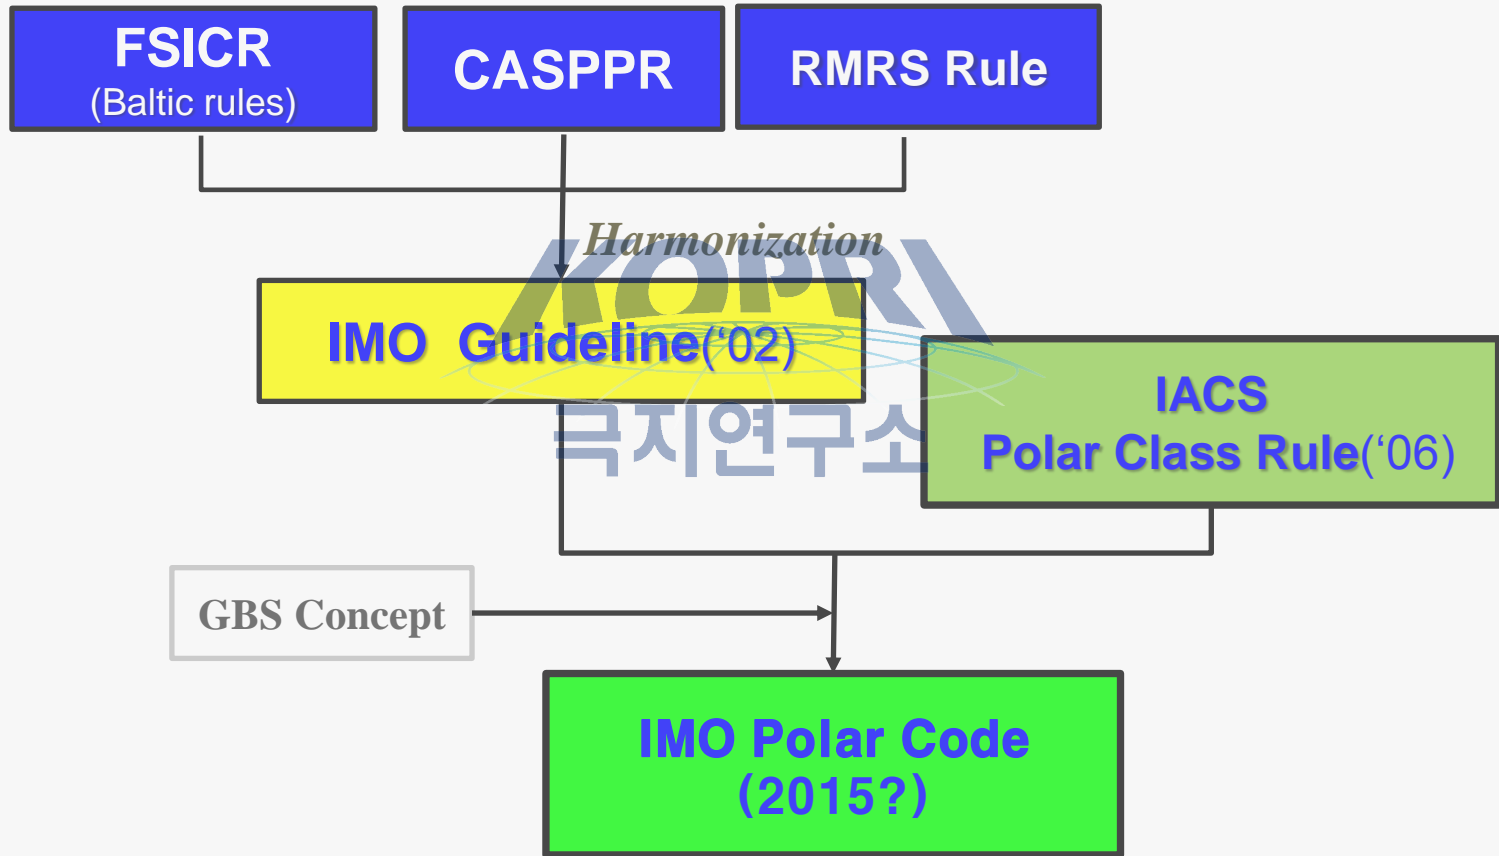 FSICR
(Baltic rules)
CASPPR
RMRS Rule
Harmonization
KOPRI
IMO Guideline(‘02)
극지연구소
IACS
Polar Class Rule(‘06)
GBS Concept
IMO Polar Code
(2015?)